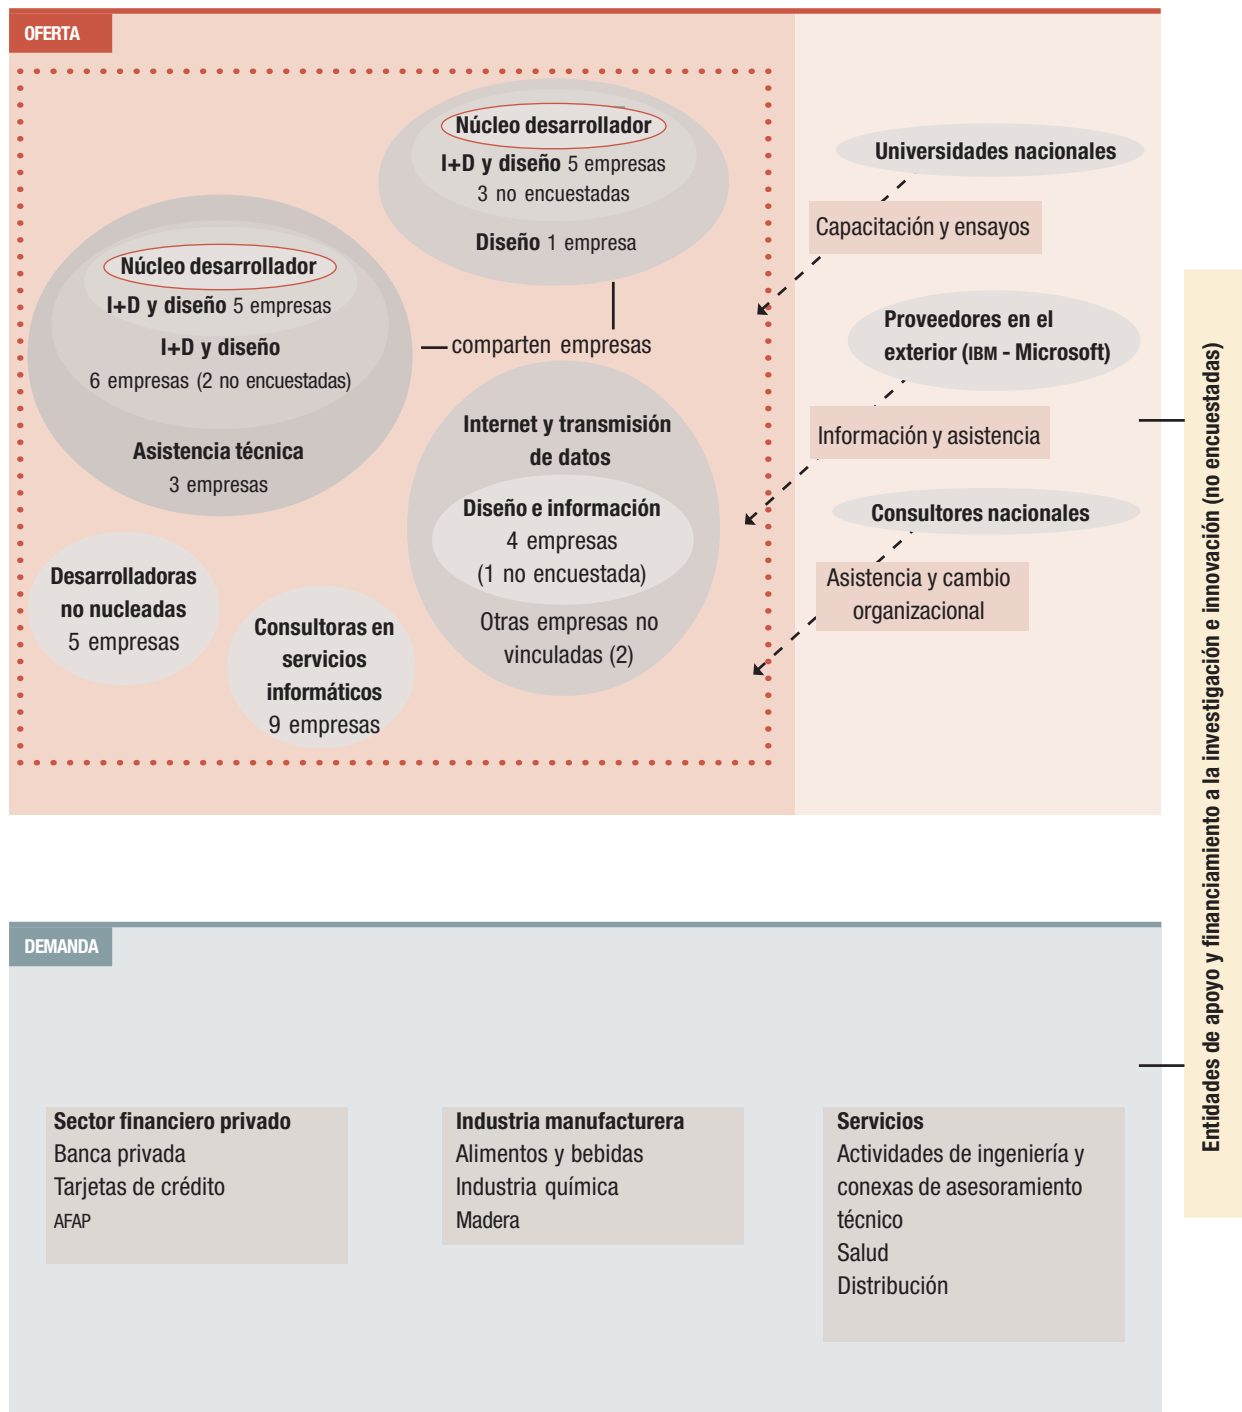 OFERTA
Núcleo desarrollador
I+D y diseño 5 empresas
3 no encuestadas
Diseño 1 empresa
Núcleo desarrollador
I+D y diseño 5 empresas
I+D y diseño
6 empresas (2 no encuestadas)
Asistencia técnica
3 empresas
comparten empresas
Internet y transmisión
de datos
Diseño e información
4 empresas
(1 no encuestada)
Otras empresas no
vinculadas (2)
Desarrolladoras
no nucleadas
5 empresas
Consultoras en
servicios
informáticos
9 empresas
Universidades nacionales
Capacitación y ensayos
Proveedores en el
exterior (IBM - Microsoft)
Información y asistencia
Consultores nacionales
Asistencia y cambio
organizacional
Entidades de apoyo y financiamiento a la investigación e innovación (no encuestadas)
DEMANDA
Sector financiero privado
Banca privada
Tarjetas de crédito
AFAP
Industria manufacturera
Alimentos y bebidas
Industria química
Madera
Servicios
Actividades de ingeniería y
conexas de asesoramiento
técnico
Salud
Distribución